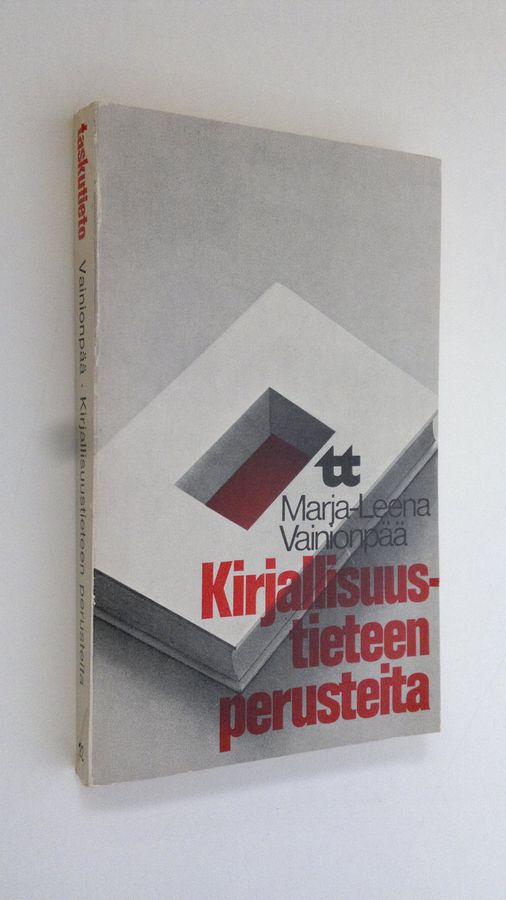 taskutieto Vainionpää · Kirjallisuustieteen perusteita
tt
Marja-Leena
Vainionpää
Kirjallisuus-
tieteen
perusteita